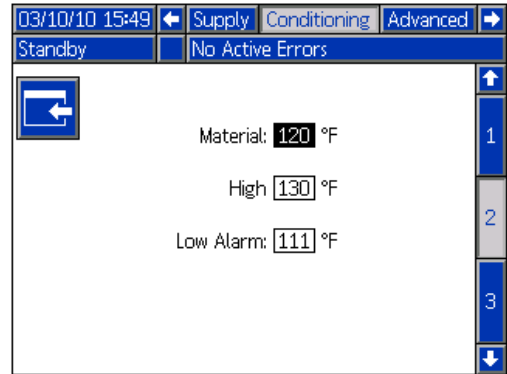 03/10/10 15:49 Supply Conditioning Advanced
Standby No Active Errors
Material: 120 °F
1
High 130 °F
2
Low Alarm: 111 °F
3